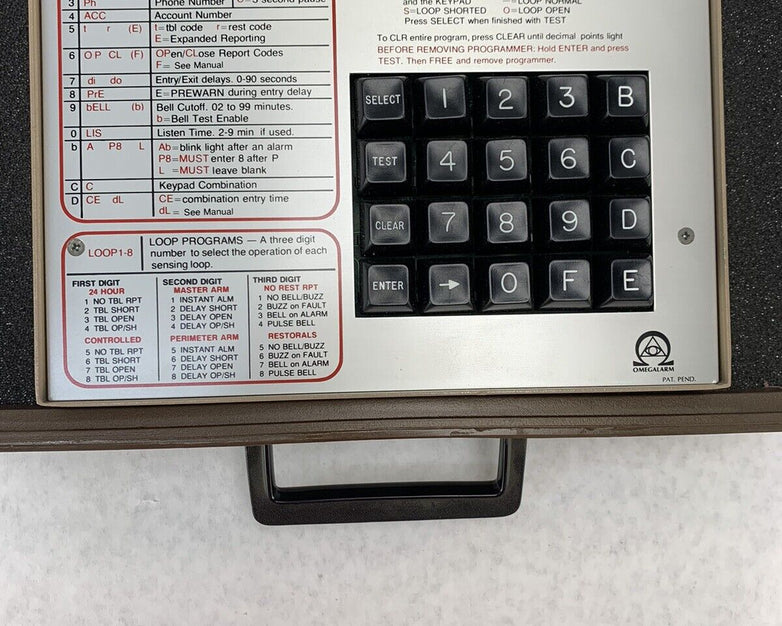 3 Ph Phone Number
and the KEYPAD LOOP NORMAL
4 ACC Account Number
S=LOOP SHORTED O=LOOP OPEN
Press SELECT when finished with TEST
5 t r (E) t=tbl code r=rest code
E=Expanded Reporting
6 OP CL (F) OPen/CLose Report Codes
F= See Manual
7 di do Entry/Exit delays. 0-90 seconds
8 PrE E=PREWARN during entry delay
9 bELL (b) Bell Cutoff. 02 to 99 minutes.
b=Bell Test Enable
0 LIS Listen Time. 2-9 min if used.
b A P8 L Ab=blink light after an alarm
P8=MUST enter 8 after P
L =MUST leave blank
C C Keypad Combination
D CE dL CE=combination entry time
dL= See Manual
To CLR entire program, press CLEAR until decimal points light
BEFORE REMOVING PROGRAMMER: Hold ENTER and press
TEST. Then FREE and remove programmer.
SELECT 1 2 3 B
TEST 4 5 6 C
CLEAR 7 8 9 D
ENTER → 0 F E
LOOP1-8 LOOP PROGRAMS — A three digit
number to select the operation of each
sensing loop.
FIRST DIGIT
24 HOUR
1 NO TBL RPT
2 TBL SHORT
3 TBL OPEN
4 TBL OP/SH
CONTROLLED
5 NO TBL RPT
6 TBL SHORT
7 TBL OPEN
8 TBL OP/SH
SECOND DIGIT
MASTER ARM
1 INSTANT ALM
2 DELAY SHORT
3 DELAY OPEN
4 DELAY OP/SH
PERIMETER ARM
5 INSTANT ALM
6 DELAY SHORT
7 DELAY OPEN
8 DELAY OP/SH
THIRD DIGIT
NO REST RPT
1 NO BELL/BUZZ
2 BUZZ on FAULT
3 BELL on ALARM
4 PULSE BELL
RESTORALS
5 NO BELL/BUZZ
6 BUZZ on FAULT
7 BELL on ALARM
8 PULSE BELL
OMEGALARM
PAT. PEND.